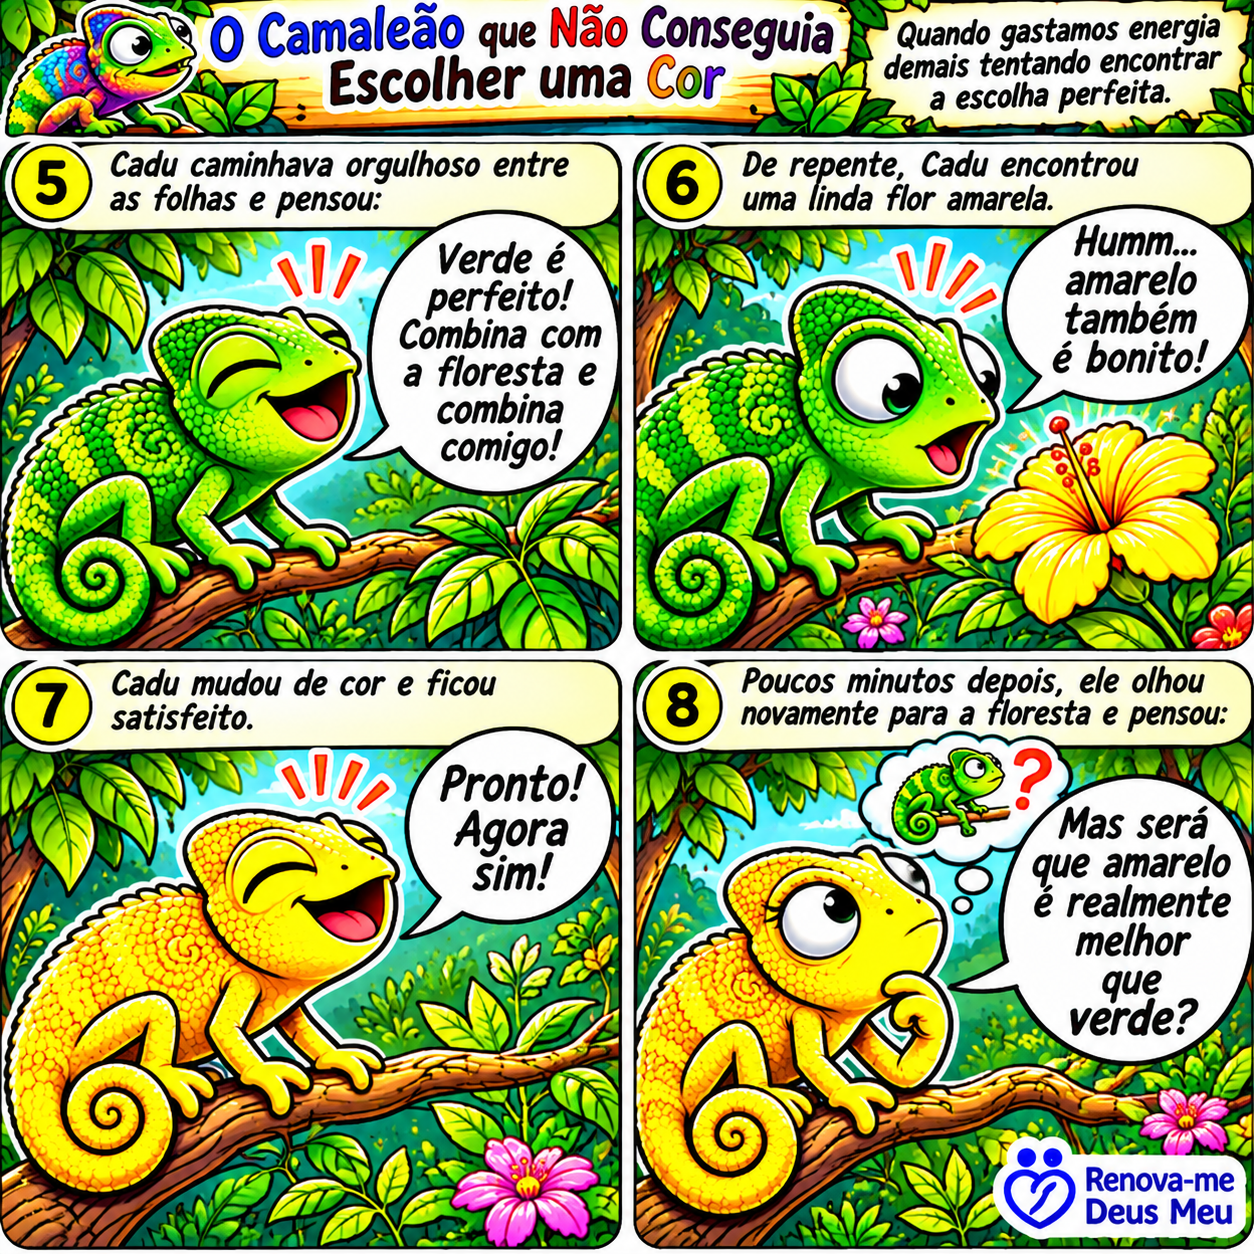 O Camaleão que Não Conseguia
Escolher uma Cor
Quando gastamos energia
demais tentando encontrar
a escolha perfeita.
5
Cadu caminhava orgulhoso entre
as folhas e pensou:
Verde é
perfeito!
Combina com
a floresta e
combina
comigo!
6
De repente, Cadu encontrou
uma linda flor amarela.
Humm...
amarelo
também
é bonito!
7
Cadu mudou de cor e ficou
satisfeito.
Pronto!
Agora
sim!
8
Poucos minutos depois, ele olhou
novamente para a floresta e pensou:
?
Mas será
que amarelo
é realmente
melhor
que
verde?
Renova-me
Deus Meu